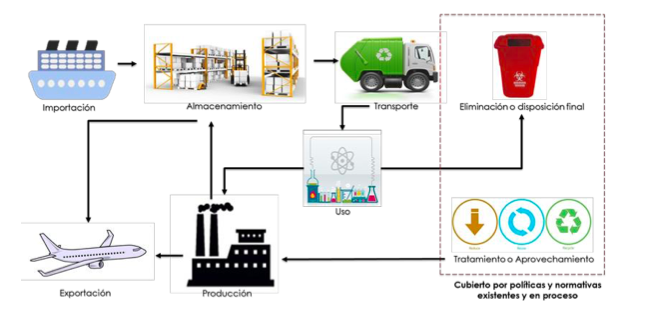 Importación
Almacenamiento
Transporte
Eliminación o disposición final
Uso
Tratamiento o Aprovechamiento
Exportación
Producción
Cubierto por políticas y normativas
existentes y en proceso